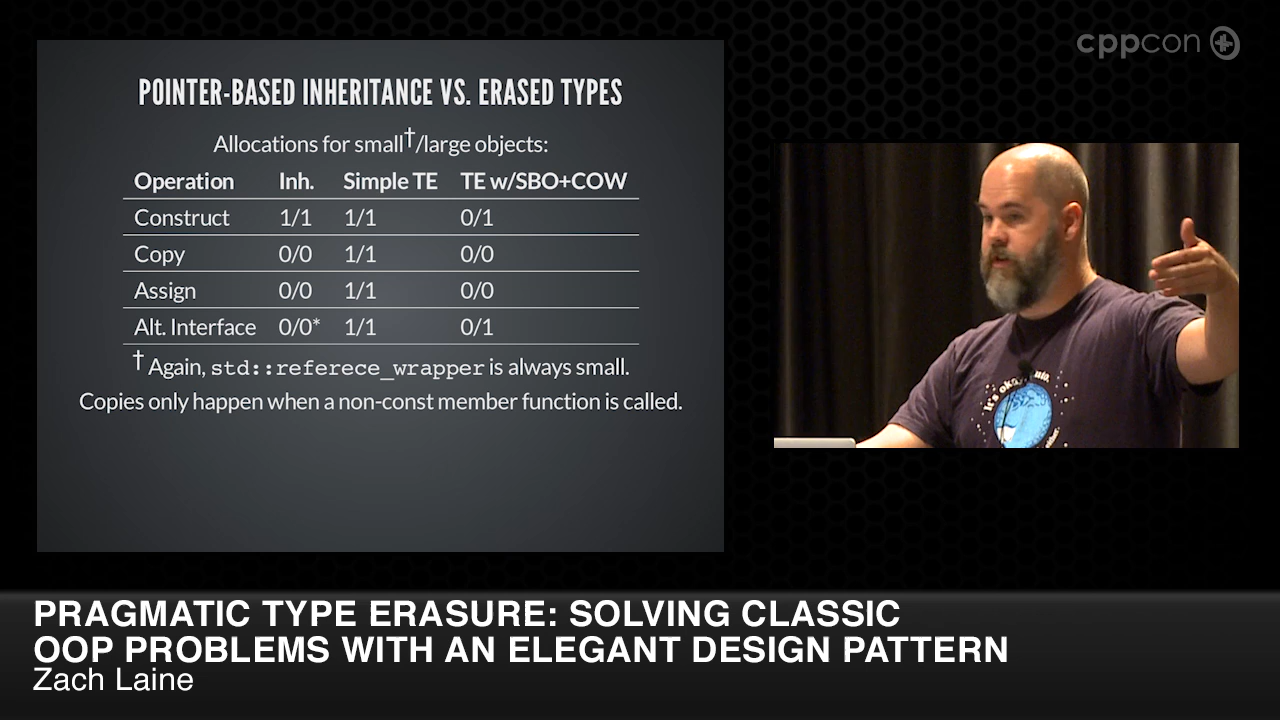 cppcon
POINTER-BASED INHERITANCE VS. ERASED TYPES
Allocations for small†/large objects:
Operation Inh. Simple TE TE w/SBO+COW
Construct 1/1 1/1 0/1
Copy 0/0 1/1 0/0
Assign 0/0 1/1 0/0
Alt. Interface 0/0* 1/1 0/1
† Again, std::referece_wrapper is always small.
Copies only happen when a non-const member function is called.
It's okay
PRAGMATIC TYPE ERASURE: SOLVING CLASSIC
OOP PROBLEMS WITH AN ELEGANT DESIGN PATTERN
Zach Laine